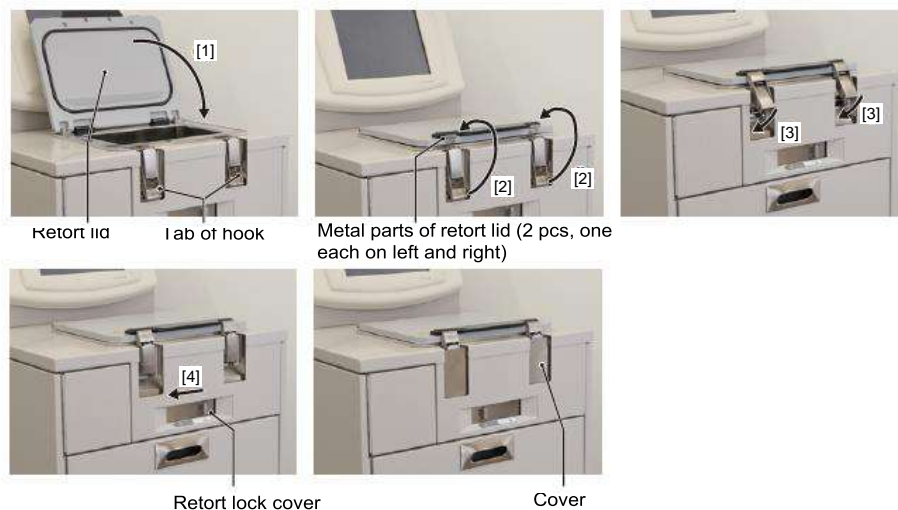 [1]
[2]
[2]
[3]
[3]
Retort lid
Tab of hook
Metal parts of retort lid (2 pcs, one
each on left and right)
[4]
Retort lock cover
Cover